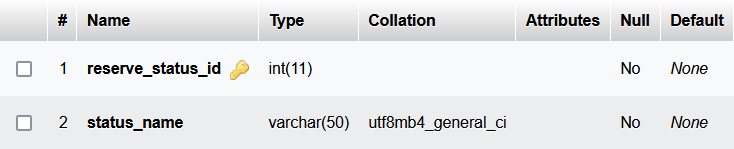 # Name Type Collation Attributes Null Default
1 reserve_status_id int(11) No None
2 status_name varchar(50) utf8mb4_general_ci No None